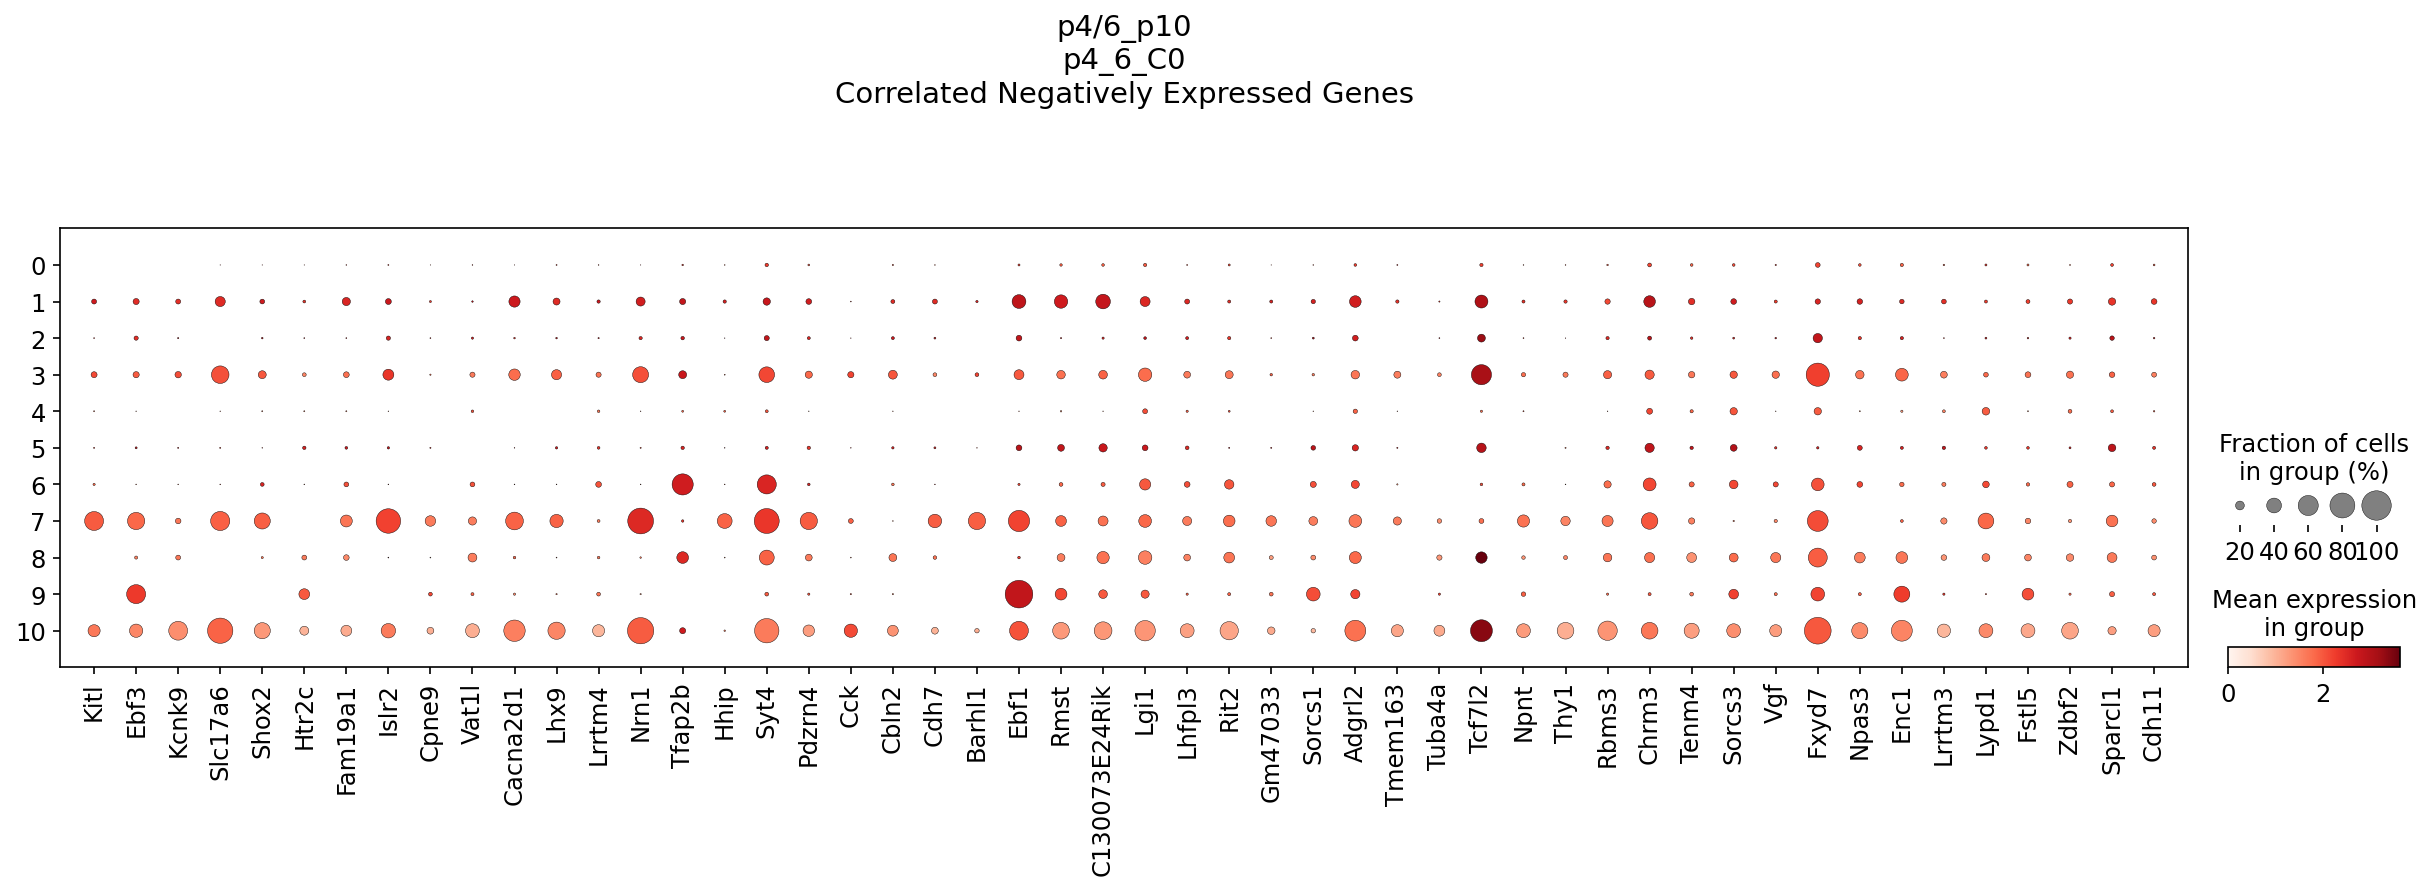 p4/6_p10
p4_6_C0
Correlated Negatively Expressed Genes
0
1
2
3
4
5
6
7
8
9
10
Kitl
Ebf3
Kcnk9
Slc17a6
Shox2
Htr2c
Fam19a1
Islr2
Cpne9
Vat1l
Cacna2d1
Lhx9
Lrrtm4
Nrn1
Tfap2b
Hhip
Syt4
Pdzrn4
Cck
Cbln2
Cdh7
Barhl1
Ebf1
Rmst
C130073E24Rik
Lgi1
Lhfpl3
Rit2
Gm47033
Sorcs1
Adgrl2
Tmem163
Tuba4a
Tcf7l2
Npnt
Thy1
Rbms3
Chrm3
Tenm4
Sorcs3
Vgf
Fxyd7
Npas3
Enc1
Lrrtm3
Lypd1
Fstl5
Zdbf2
Sparcl1
Cdh11
Fraction of cells
in group (%)
20 40 60 80 100
Mean expression
in group
0 2